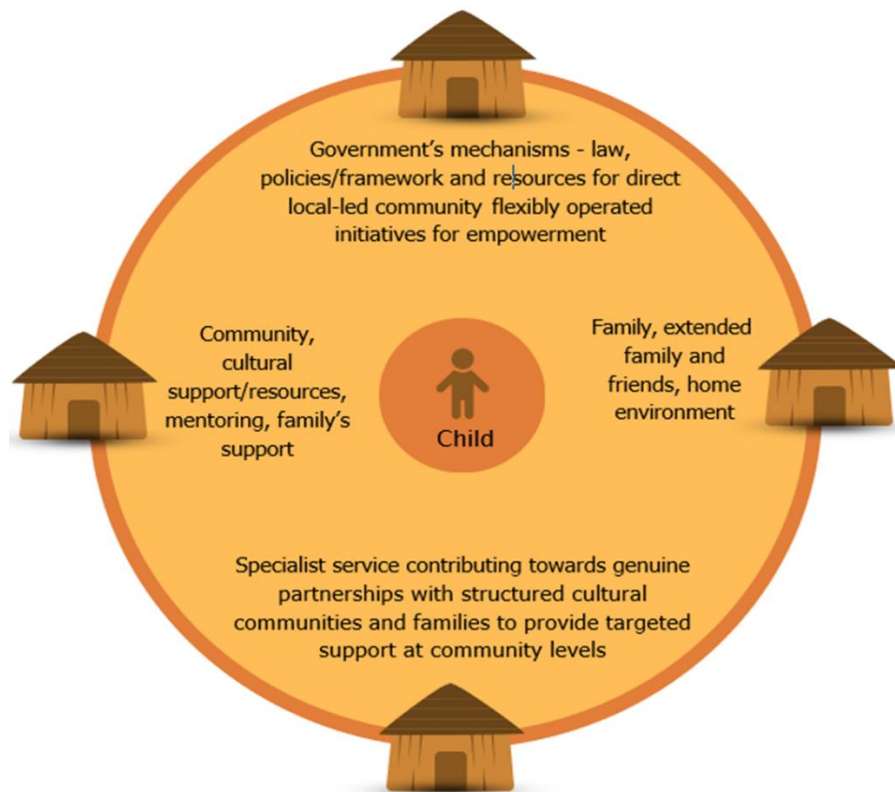 Government’s mechanisms - law,
policies/framework and resources for direct
local-led community flexibly operated
initiatives for empowerment
Community,
cultural
support/resources,
mentoring, family’s
support
Family, extended
family and
friends, home
environment
Child
Specialist service contributing towards genuine
partnerships with structured cultural
communities and families to provide targeted
support at community levels